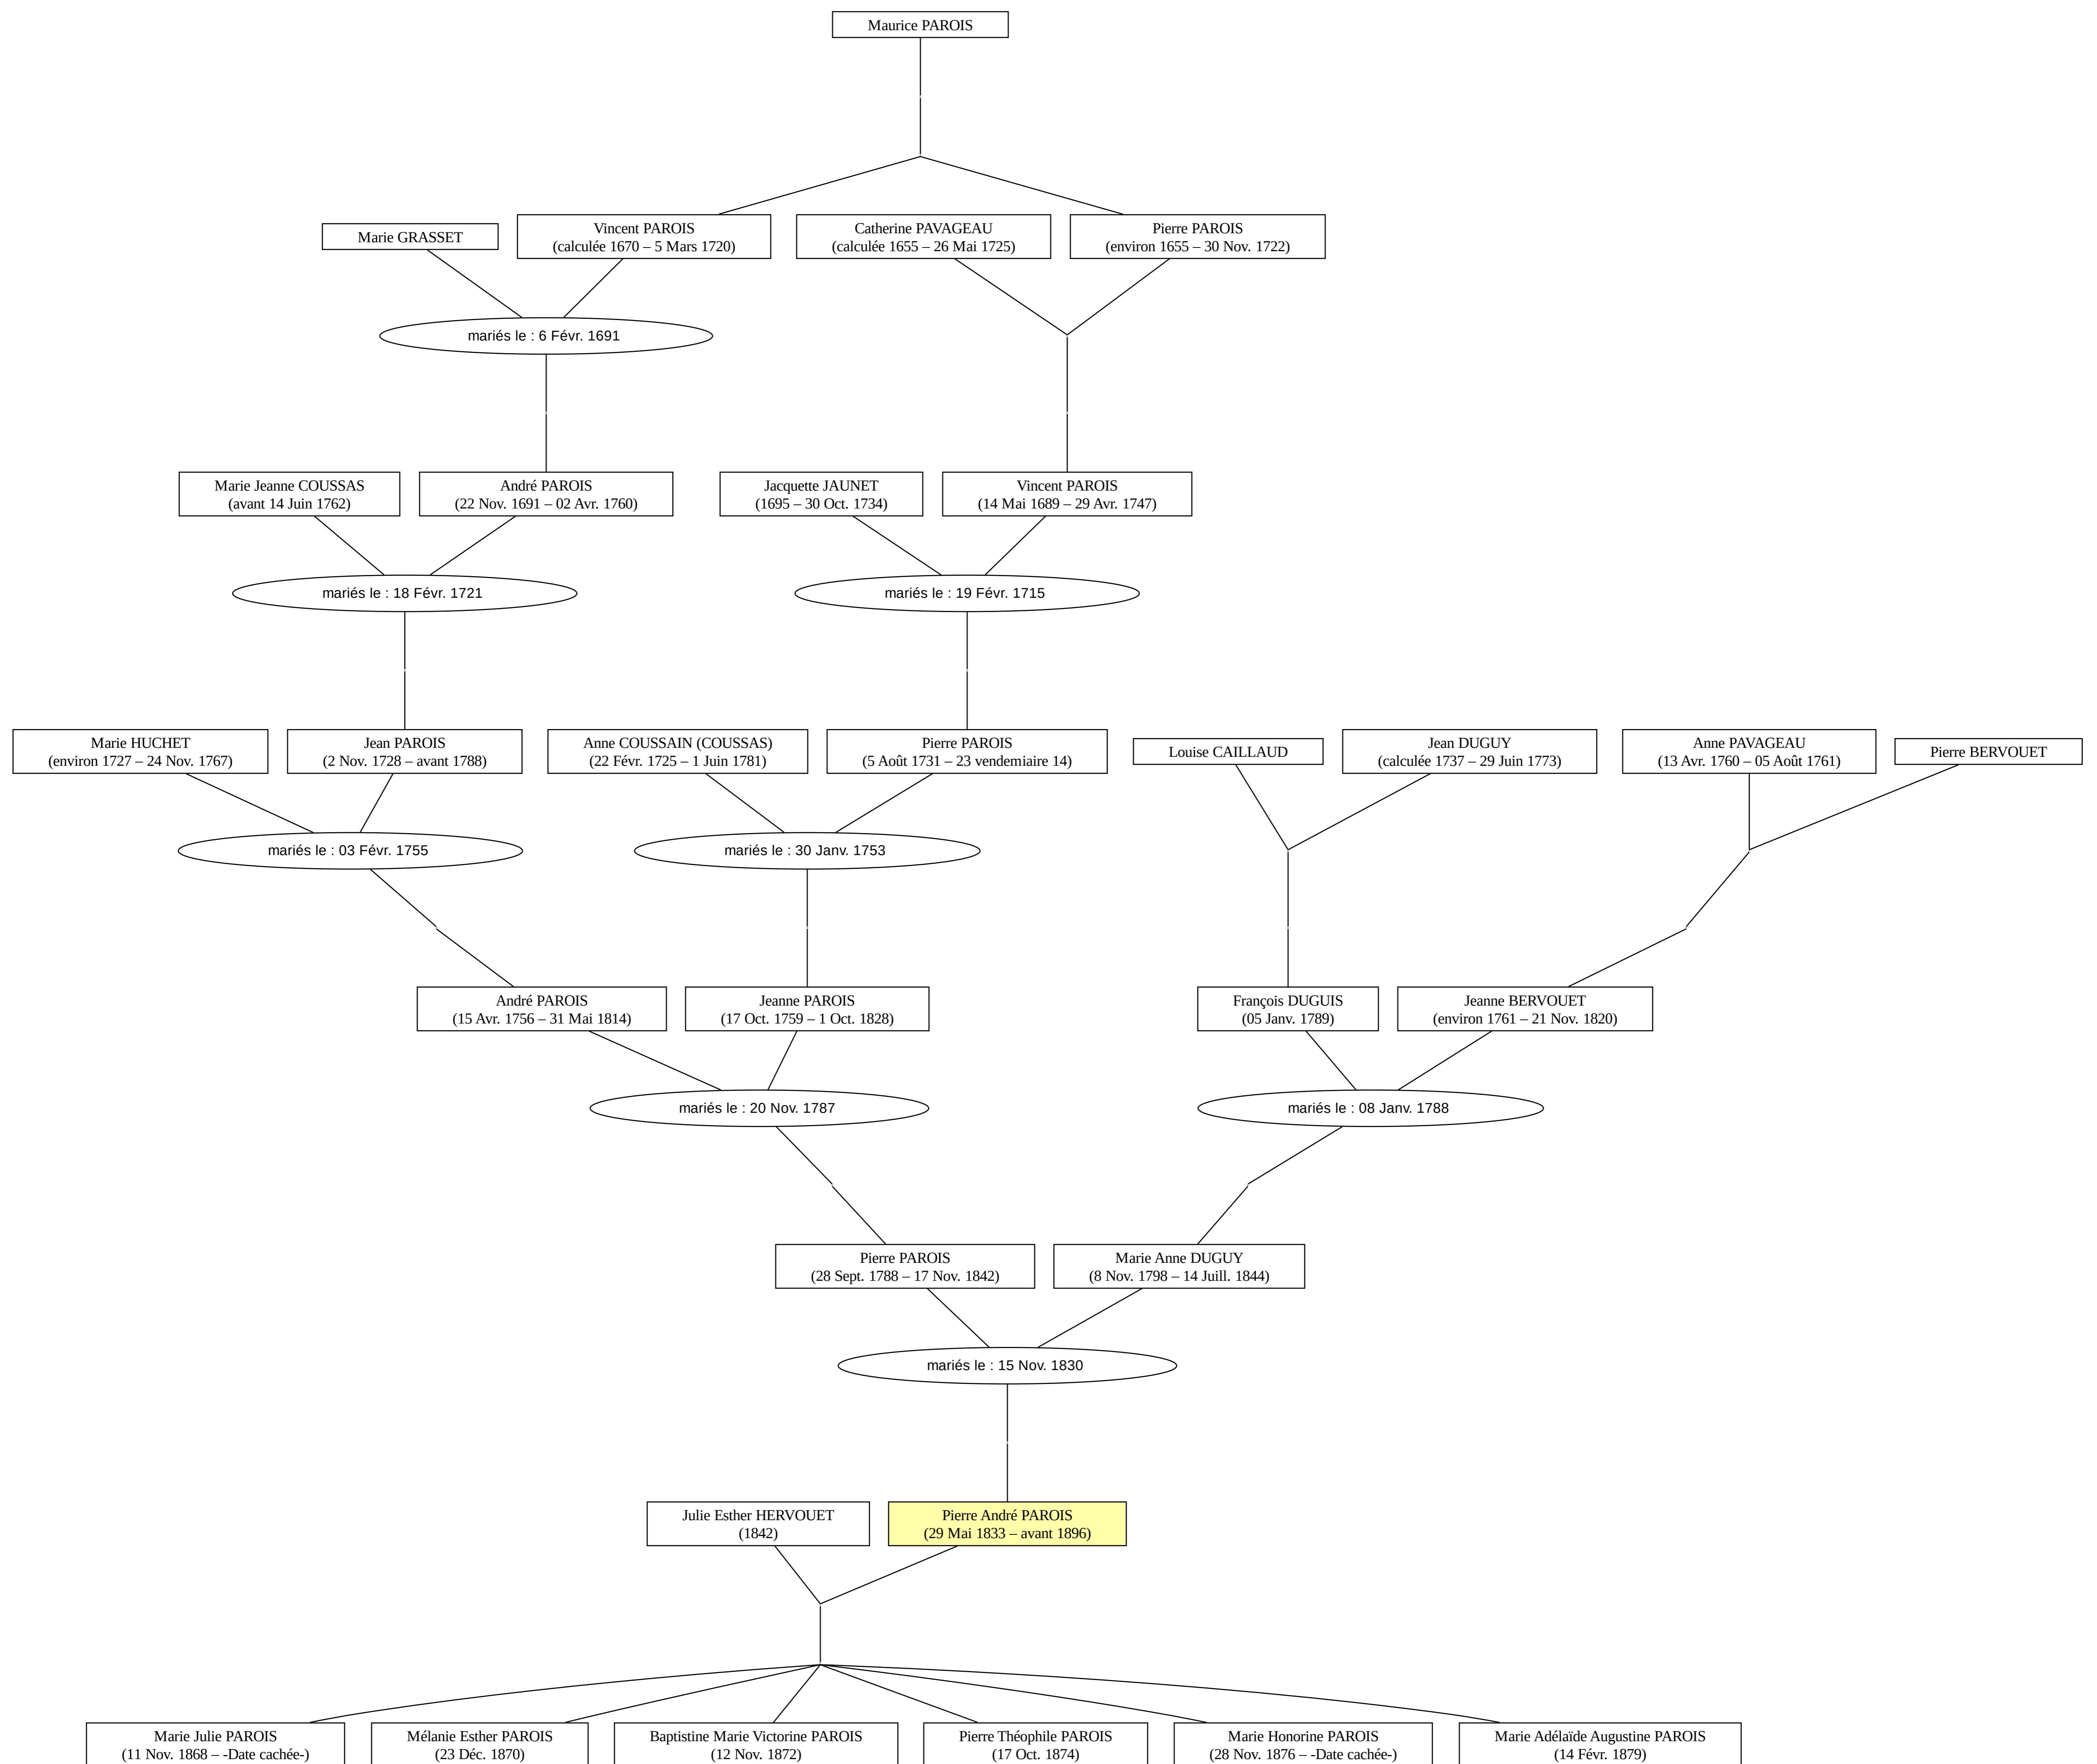 Maurice PAROIS
Marie GRASSET
Vincent PAROIS
(calculée 1670 – 5 Mars 1720)
Catherine PAVAGEAU
(calculée 1655 – 26 Mai 1725)
Pierre PAROIS
(environ 1655 – 30 Nov. 1722)
mariés le : 6 Févr. 1691
Marie Jeanne COUSSAS
(avant 14 Juin 1762)
André PAROIS
(22 Nov. 1691 – 02 Avr. 1760)
Jacquette JAUNET
(1695 – 30 Oct. 1734)
Vincent PAROIS
(14 Mai 1689 – 29 Avr. 1747)
mariés le : 18 Févr. 1721
mariés le : 19 Févr. 1715
Marie HUCHET
(environ 1727 – 24 Nov. 1767)
Jean PAROIS
(2 Nov. 1728 – avant 1788)
Anne COUSSAIN (COUSSAS)
(22 Févr. 1725 – 1 Juin 1781)
Pierre PAROIS
(5 Août 1731 – 23 vendemiaire 14)
Louise CAILLAUD
Jean DUGUY
(calculée 1737 – 29 Juin 1773)
Anne PAVAGEAU
(13 Avr. 1760 – 05 Août 1761)
Pierre BERVOUET
mariés le : 03 Févr. 1755
mariés le : 30 Janv. 1753
André PAROIS
(15 Avr. 1756 – 31 Mai 1814)
Jeanne PAROIS
(17 Oct. 1759 – 1 Oct. 1828)
François DUGUIS
(05 Janv. 1789)
Jeanne BERVOUET
(environ 1761 – 21 Nov. 1820)
mariés le : 20 Nov. 1787
mariés le : 08 Janv. 1788
Pierre PAROIS
(28 Sept. 1788 – 17 Nov. 1842)
Marie Anne DUGUY
(8 Nov. 1798 – 14 Juill. 1844)
mariés le : 15 Nov. 1830
Julie Esther HERVOUET
(1842)
Pierre André PAROIS
(29 Mai 1833 – avant 1896)
Marie Julie PAROIS
(11 Nov. 1868 – -Date cachée-)
Mélanie Esther PAROIS
(23 Déc. 1870)
Baptistine Marie Victorine PAROIS
(12 Nov. 1872)
Pierre Théophile PAROIS
(17 Oct. 1874)
Marie Honorine PAROIS
(28 Nov. 1876 – -Date cachée-)
Marie Adélaïde Augustine PAROIS
(14 Févr. 1879)